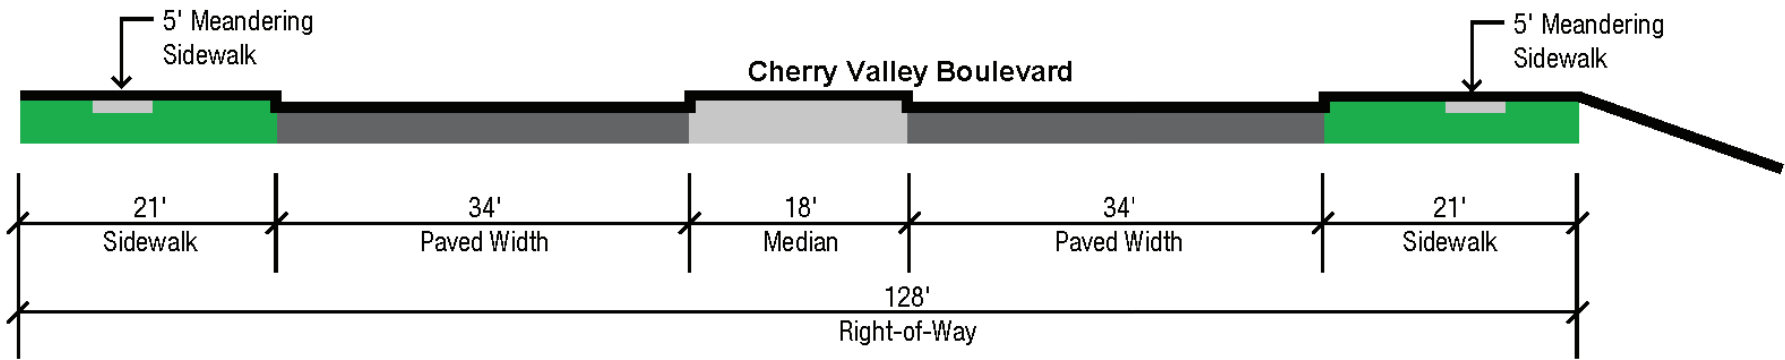 5' Meandering
Sidewalk
5' Meandering
Sidewalk
Cherry Valley Boulevard
21'
34'
18'
34'
21'
Sidewalk
Paved Width
Median
Paved Width
Sidewalk
128'
Right-of-Way